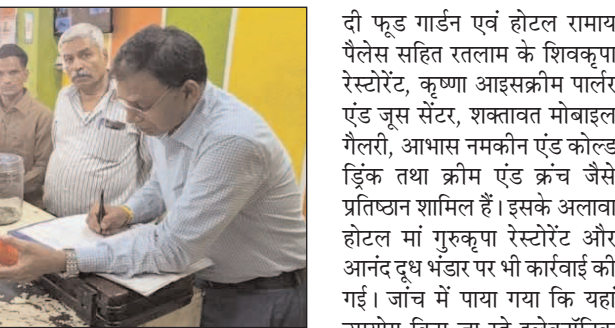 दी फूड गार्डन एवं होटल रामाय
पैलेस सहित रतलाम के शिवकृपा
रेस्टोरेंट, कृष्णा आइसक्रीम पार्लर
एंड जूस सेंटर, शक्तावत मोबाइल
गैलरी, आभास नमकीन एंड कोल्ड
ड्रिंक तथा क्रीम एंड क्रंच जैसे
प्रतिष्ठान शामिल हैं। इसके अलावा
होटल मां गुरुकृपा रेस्टोरेंट और
आनंद दूध भंडार पर भी कार्रवाई की
गई। जांच में पाया गया कि यहां